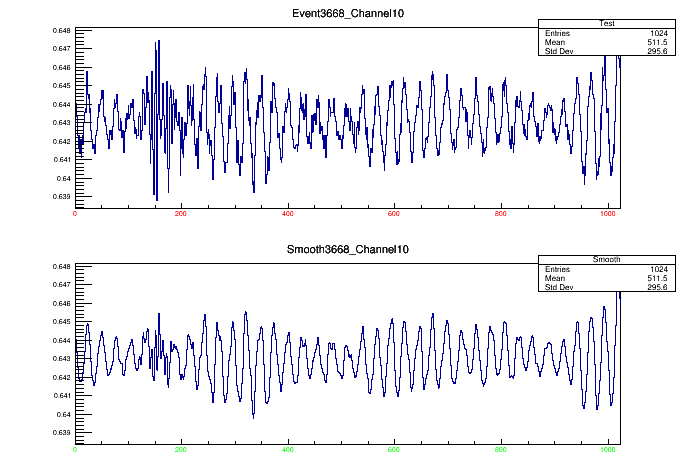 Event3668_Channel10
Test
Entries 1024
Mean 511.5
Std Dev 295.6
0.648
0.647
0.646
0.645
0.644
0.643
0.642
0.641
0.64
0.639
0 200 400 600 800 1000
Smooth3668_Channel10
Smooth
Entries 1024
Mean 511.5
Std Dev 295.6
0.648
0.647
0.646
0.645
0.644
0.643
0.642
0.641
0.64
0.639
0 200 400 600 800 1000